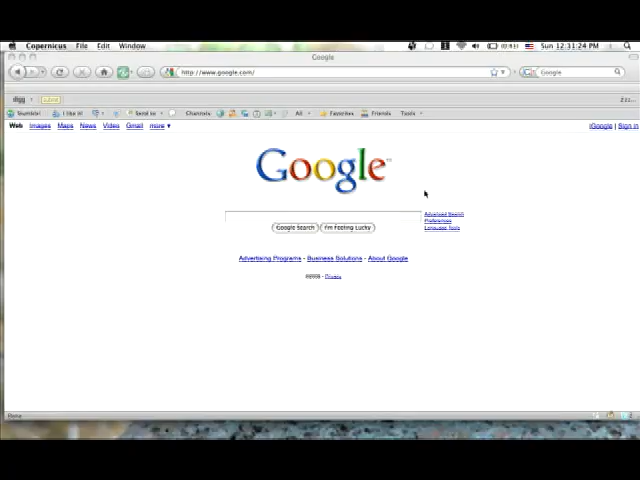 Copernicus File Edit Window Sun 12:31:24 PM
Google
http://www.google.com/ Google
digg
Stumble! I like it! Send to Channels: All Favorites Friends Tools
Web Images Maps News Video Gmail more ▼ iGoogle | Sign in
Google
Advanced Search
Preferences
Language Tools
Google Search I'm Feeling Lucky
Advertising Programs - Business Solutions - About Google
©2008 - Privacy
Done